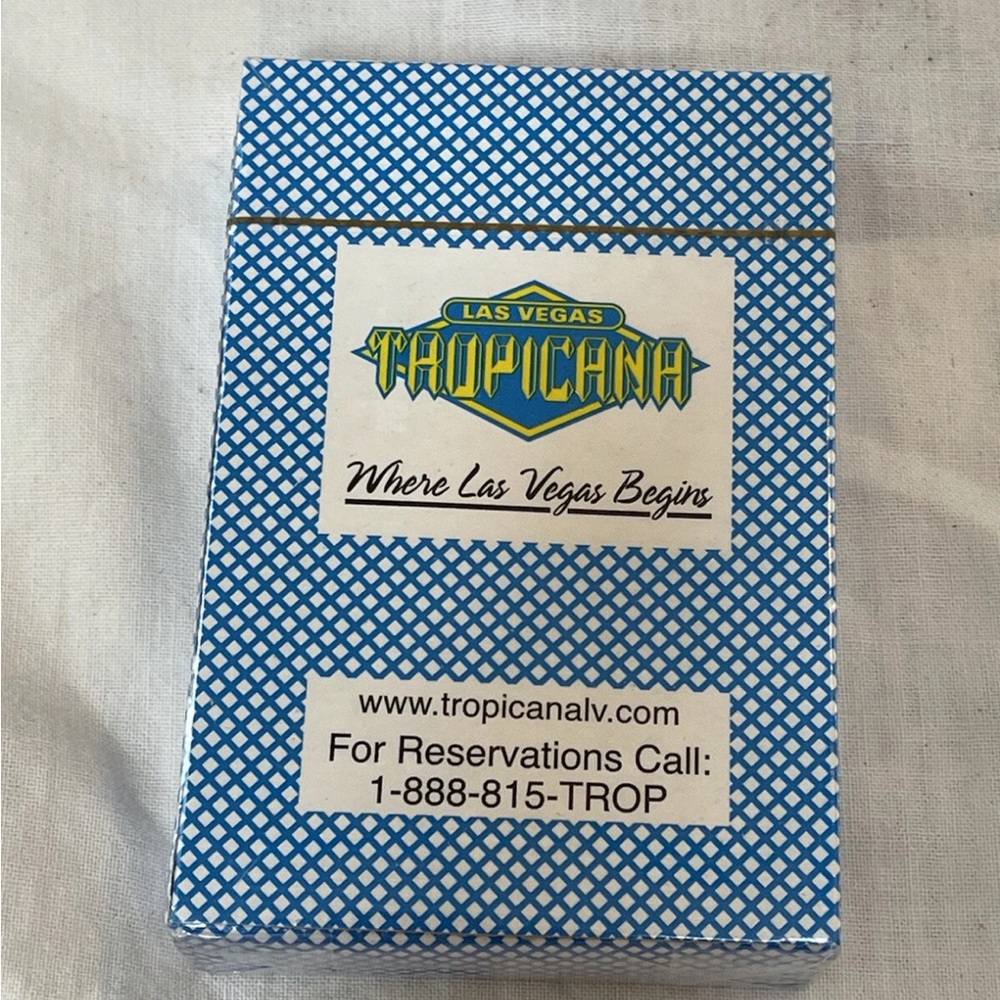 LAS VEGAS
TROPICANA
Where Las Vegas Begins
www.tropicanalv.com
For Reservations Call:
1-888-815-TROP